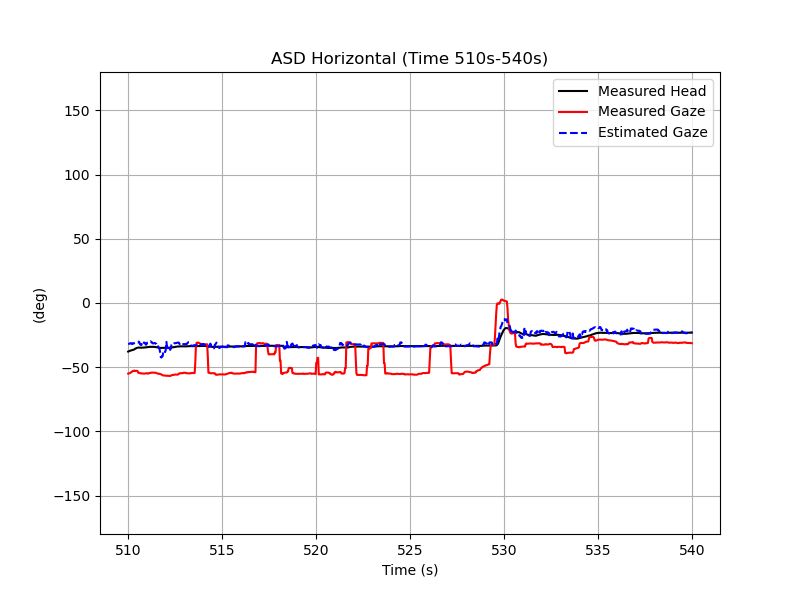 ASD Horizontal (Time 510s-540s)
Measured Head
Measured Gaze
Estimated Gaze
150
100
50
0
−50
−100
−150
(deg)
510 515 520 525 530 535 540
Time (s)